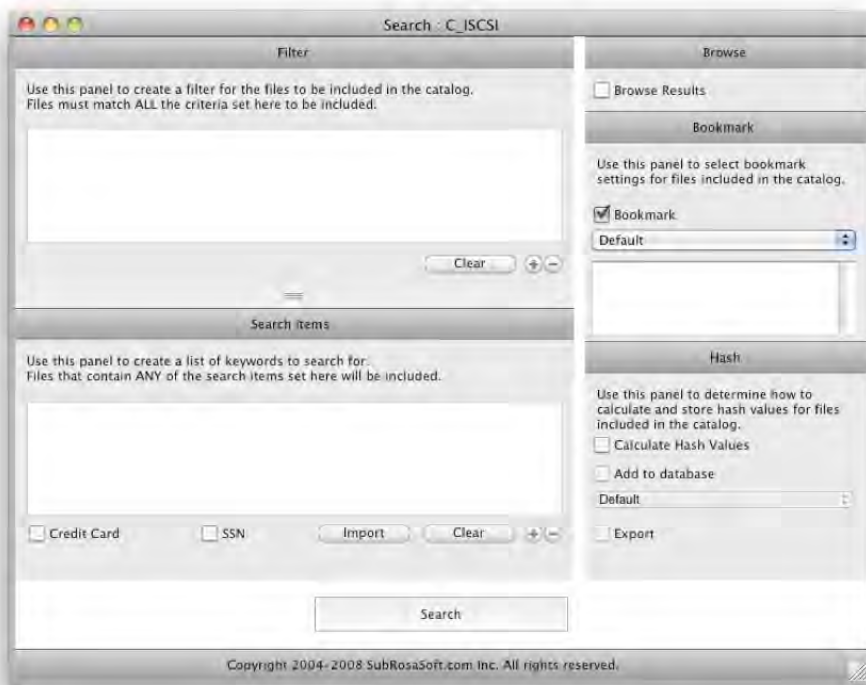 Search : C_ISCSI
Filter
Use this panel to create a filter for the files to be included in the catalog.
Files must match ALL the criteria set here to be included.
Clear
Search Items
Use this panel to create a list of keywords to search for.
Files that contain ANY of the search items set here will be included.
Credit Card
SSN
Import
Clear
Browse
Browse Results
Bookmark
Use this panel to select bookmark
settings for files included in the catalog.
Bookmark
Default
Hash
Use this panel to determine how to
calculate and store hash values for files
included in the catalog.
Calculate Hash Values
Add to database
Default
Export
Search
Copyright 2004-2008 SubRosaSoft.com Inc. All rights reserved.